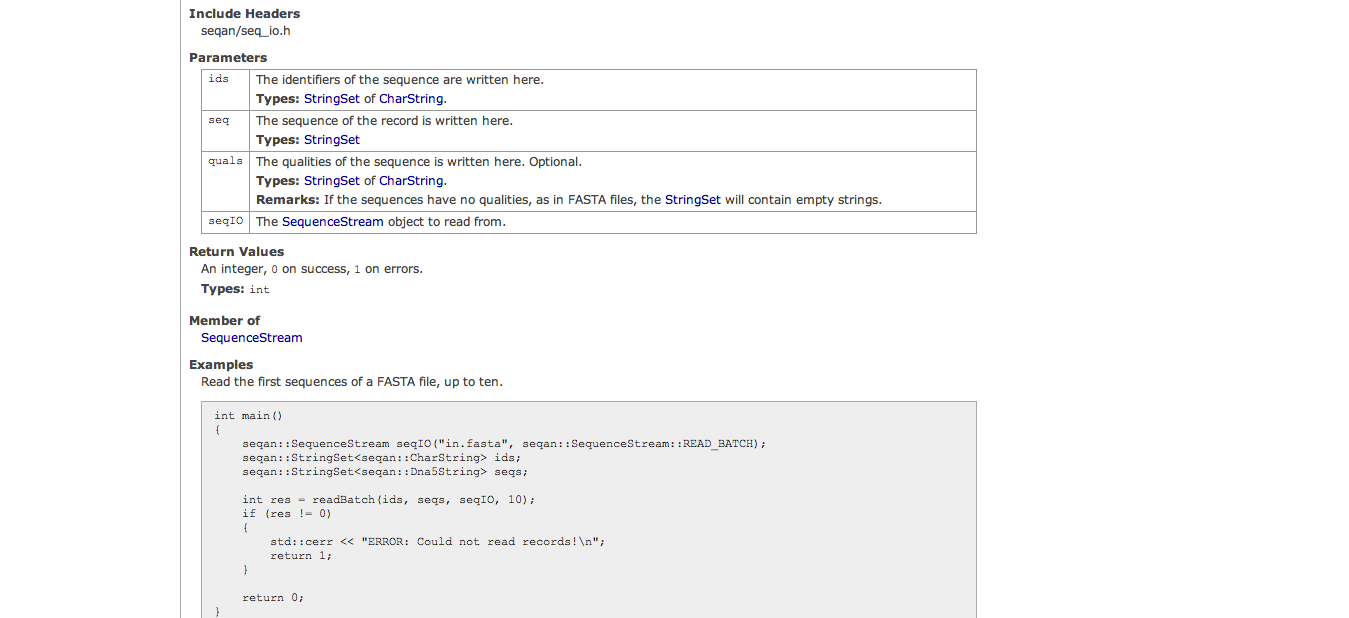 Include Headers
seqan/seq_io.h
Parameters
ids
The identifiers of the sequence are written here.
Types: StringSet of CharString.
seq
The sequence of the record is written here.
Types: StringSet
quals
The qualities of the sequence is written here. Optional.
Types: StringSet of CharString.
Remarks: If the sequences have no qualities, as in FASTA files, the StringSet will contain empty strings.
seqIO
The SequenceStream object to read from.
Return Values
An integer, 0 on success, 1 on errors.
Types: int
Member of
SequenceStream
Examples
Read the first sequences of a FASTA file, up to ten.
int main()
{
    seqan::SequenceStream seqIO("in.fasta", seqan::SequenceStream::READ_BATCH);
    seqan::StringSet<seqan::CharString> ids;
    seqan::StringSet<seqan::Dna5String> seqs;
    int res = readBatch(ids, seqs, seqIO, 10);
    if (res != 0)
    {
        std::cerr << "ERROR: Could not read records!\n";
        return 1;
    }
    return 0;
}